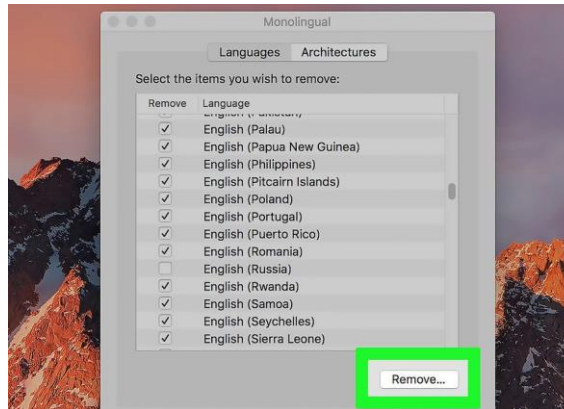 Monolingual
Languages Architectures
Select the items you wish to remove:
Remove Language
English (Palau)
English (Papua New Guinea)
English (Philippines)
English (Pitcairn Islands)
English (Poland)
English (Portugal)
English (Puerto Rico)
English (Romania)
English (Russia)
English (Rwanda)
English (Samoa)
English (Seychelles)
English (Sierra Leone)
Remove...